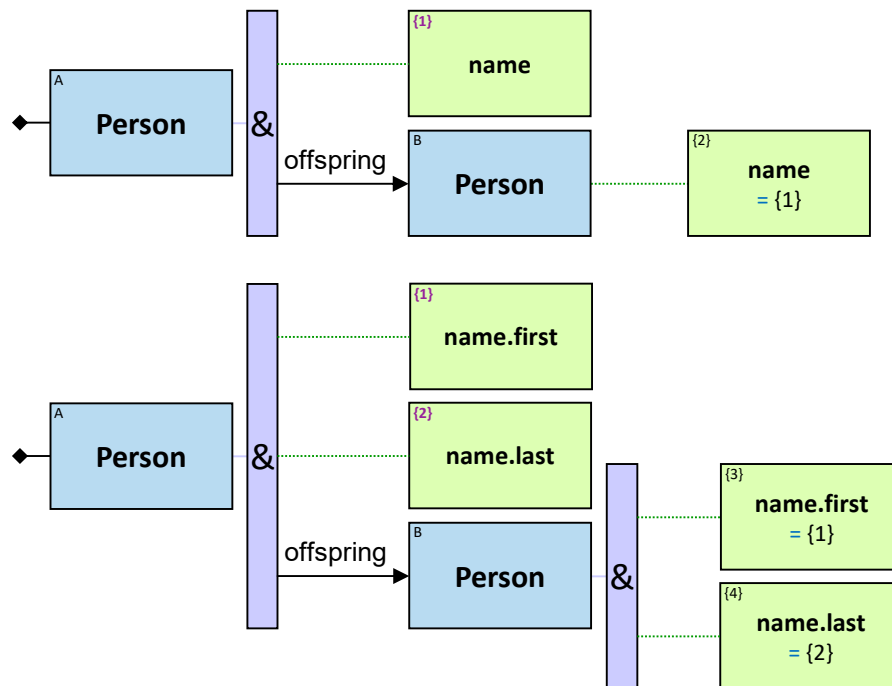 {1}
name
A
Person
&
offspring
B
Person
{2}
name
= {1}
{1}
name.first
A
Person
&
{2}
name.last
offspring
B
Person
&
{3}
name.first
= {1}
{4}
name.last
= {2}